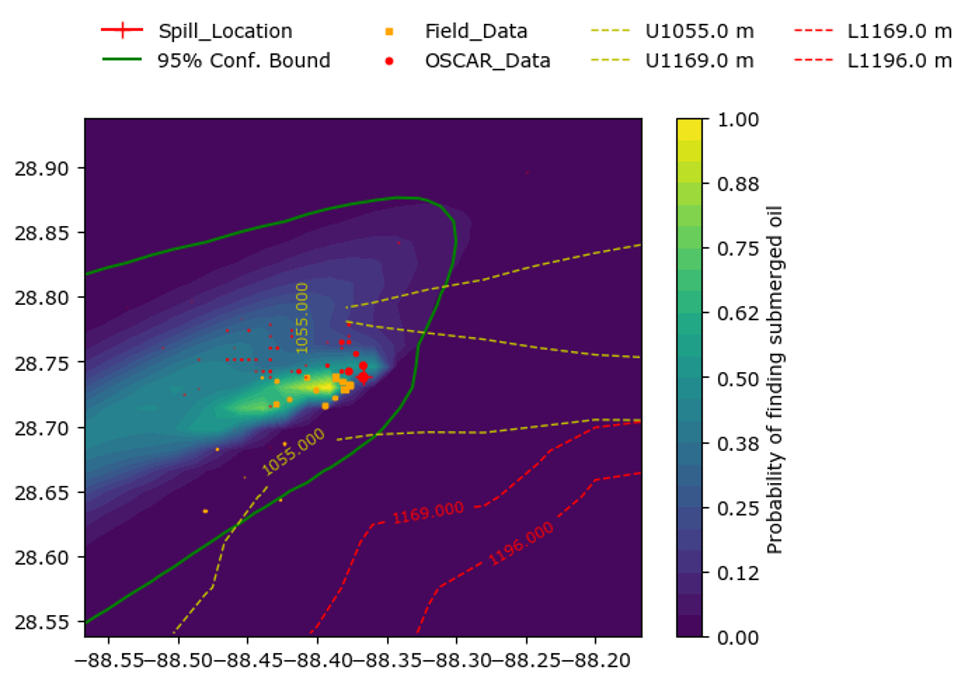 Spill_Location
Field_Data
U1055.0 m
L1169.0 m
95% Conf. Bound
OSCAR_Data
U1169.0 m
L1196.0 m
28.90
28.85
28.80
28.75
28.70
28.65
28.60
28.55
−88.55−88.50−88.45−88.40−88.35−88.30−88.25−88.20
1055.000
1055.000
1169.000
1196.000
1.00
0.88
0.75
0.62
0.50
0.38
0.25
0.12
0.00
Probability of finding submerged oil